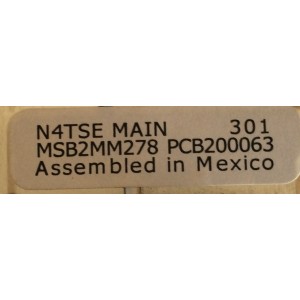 N4TSE MAIN 301
MSB2MM278 PCB200063
Assembled in Mexico